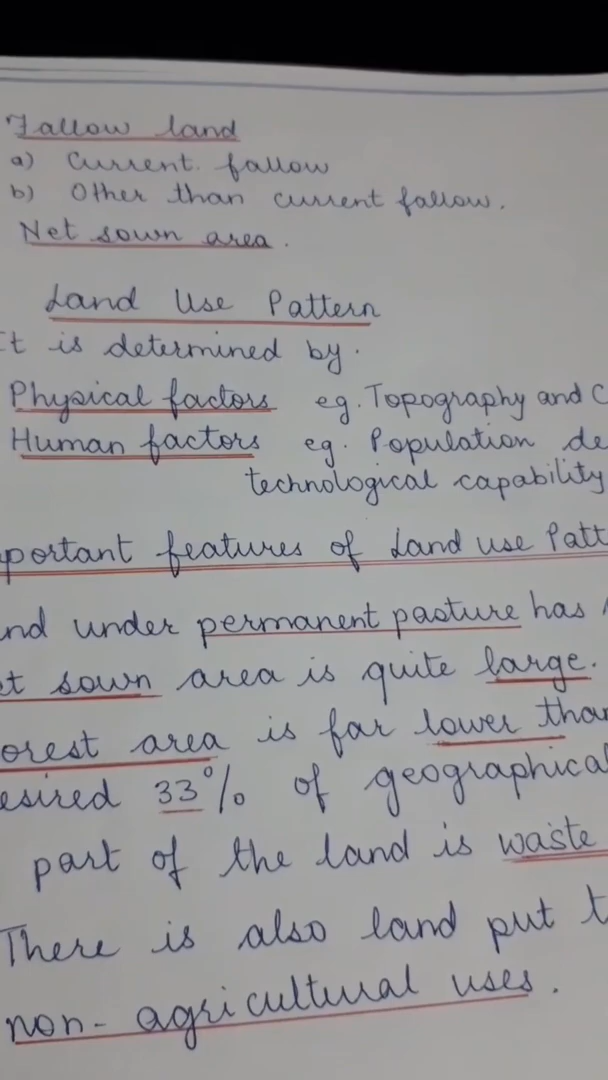 Fallow land
a) Current fallow
b) Other than current fallow.
Net sown area.
Land Use Pattern
It is determined by.
Physical factors eg. Topography and C
Human factors eg. Population de
technological capability
portant features of Land use Patt
nd under permanent pasture has
et sown area is quite large.
orest area is far lower than
esired 33% of geographical
part of the land is waste
There is also land put t
non-agricultural uses.